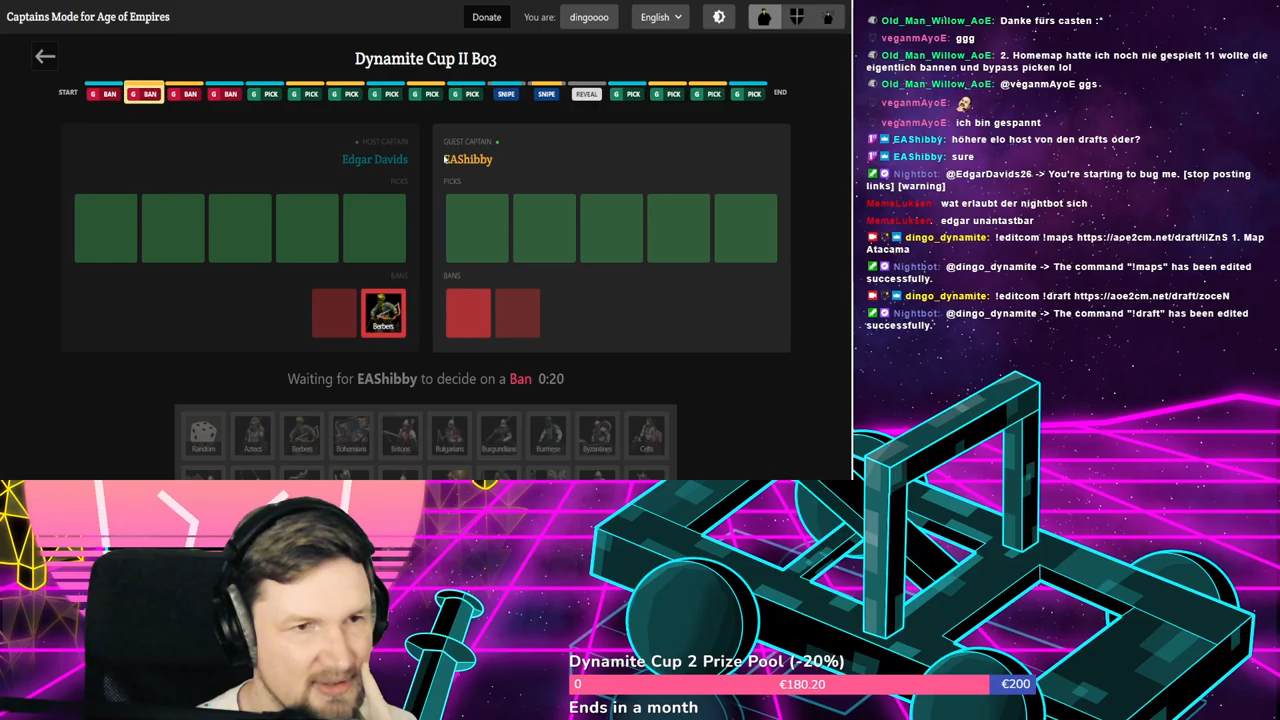 Captains Mode for Age of Empires
Donate
You are:
dingoooo
English
Dynamite Cup II Bo3
START
G BAN
G BAN
G BAN
G BAN
G PICK
G PICK
G PICK
G PICK
G PICK
G PICK
SNIPE
SNIPE
REVEAL
G PICK
G PICK
G PICK
G PICK
END
HOST CAPTAIN
Edgar Davids
PICKS
BANS
Berbers
GUEST CAPTAIN
EAShibby
PICKS
BANS
Waiting for EAShibby to decide on a Ban 0:20
Random
Aztecs
Berbers
Bohemians
Britons
Bulgarians
Burgundians
Burmese
Byzantines
Celts
Old_Man_Willow_AoE: Danke fürs casten :*
veganmAyoE: ggg
Old_Man_Willow_AoE: 2. Homemap hatte ich noch nie gespielt 11 wollte die
eigentlich bannen und bypass picken lol
Old_Man_Willow_AoE: @veganmAyoE ggs
veganmAyoE:
veganmAyoE: ich bin gespannt
EAShibby: höhere elo host von den drafts oder?
EAShibby: sure
Nightbot: @EdgarDavids26 -> You're starting to bug me. [stop posting
links] [warning]
MemeLuksen: wat erlaubt der nightbot sich
MemeLuksen: edgar unantastbar
dingo_dynamite: !editcom !maps https://aoe2cm.net/draft/iIZnS 1. Map
Atacama
Nightbot: @dingo_dynamite -> The command "!maps" has been edited
successfully.
dingo_dynamite: !editcom !draft https://aoe2cm.net/draft/zoceN
Nightbot: @dingo_dynamite -> The command "!draft" has been edited
successfully.
Dynamite Cup 2 Prize Pool (-20%)
0
€180.20
€200
Ends in a month